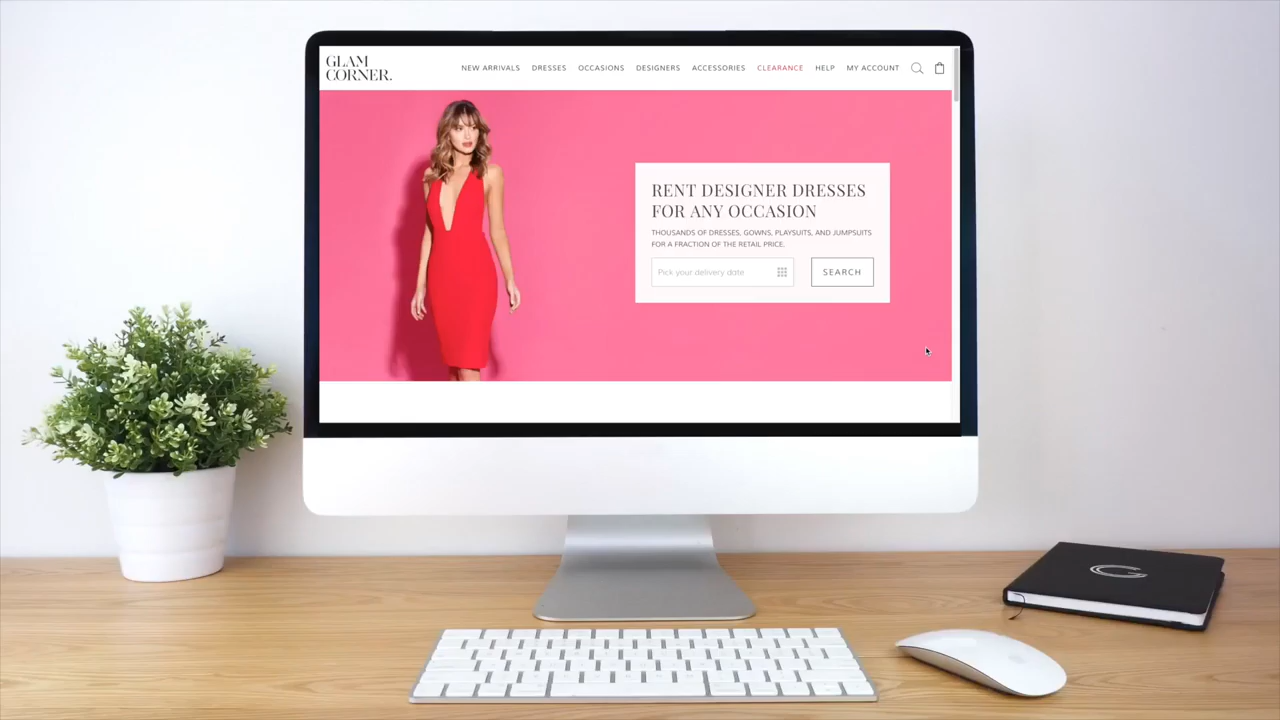 GLAM
CORNER.
NEW ARRIVALS DRESSES OCCASIONS DESIGNERS ACCESSORIES CLEARANCE HELP MY ACCOUNT
RENT DESIGNER DRESSES
FOR ANY OCCASION
THOUSANDS OF DRESSES, GOWNS, PLAYSUITS, AND JUMPSUITS
FOR A FRACTION OF THE RETAIL PRICE.
Pick your delivery date
SEARCH
G